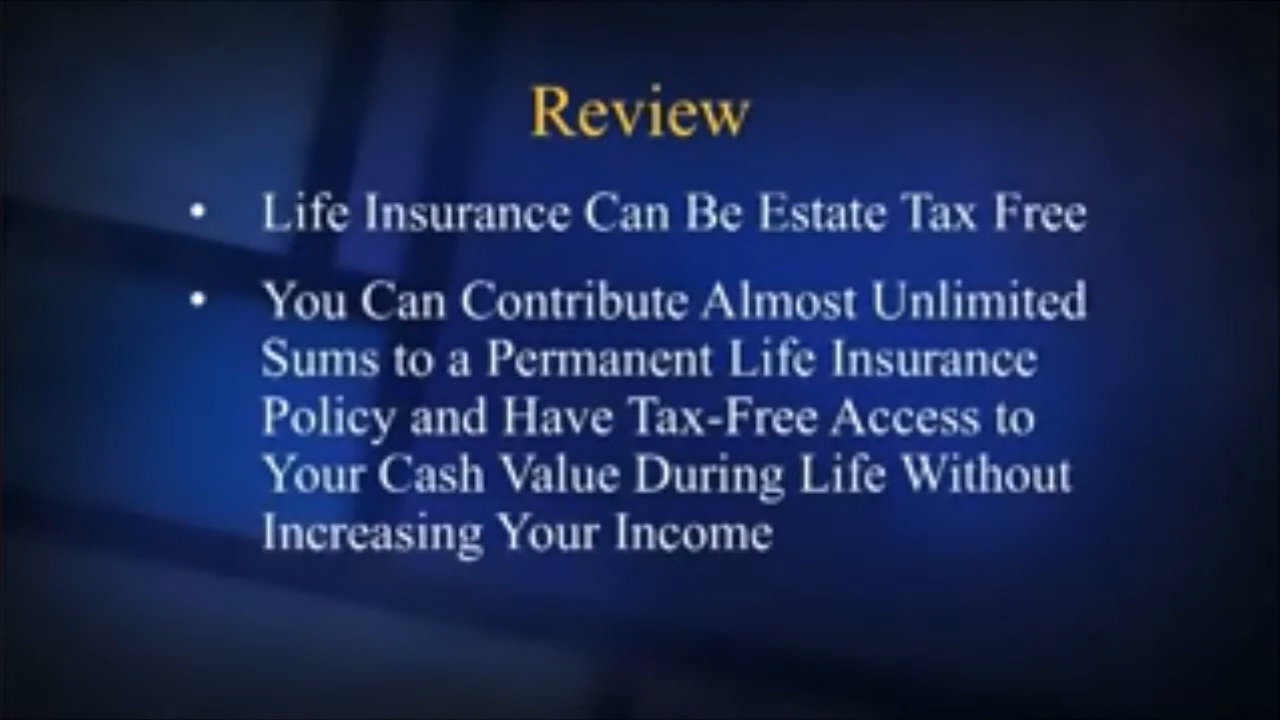 Review
• Life Insurance Can Be Estate Tax Free
• You Can Contribute Almost Unlimited
Sums to a Permanent Life Insurance
Policy and Have Tax-Free Access to
Your Cash Value During Life Without
Increasing Your Income